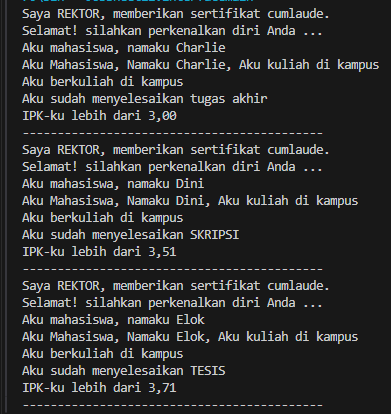 Saya REKTOR, memberikan sertifikat cumlaude.
Selamat! silahkan perkenalkan diri Anda ...
Aku mahasiswa, namaku Charlie
Aku Mahasiswa, Namaku Charlie, Aku kuliah di kampus
Aku berkuliah di kampus
Aku sudah menyelesaikan tugas akhir
IPK-ku lebih dari 3,00
-------------------------------------------
Saya REKTOR, memberikan sertifikat cumlaude.
Selamat! silahkan perkenalkan diri Anda ...
Aku mahasiswa, namaku Dini
Aku Mahasiswa, Namaku Dini, Aku kuliah di kampus
Aku berkuliah di kampus
Aku sudah menyelesaikan SKRIPSI
IPK-ku lebih dari 3,51
-------------------------------------------
Saya REKTOR, memberikan sertifikat cumlaude.
Selamat! silahkan perkenalkan diri Anda ...
Aku mahasiswa, namaku Elok
Aku Mahasiswa, Namaku Elok, Aku kuliah di kampus
Aku berkuliah di kampus
Aku sudah menyelesaikan TESIS
IPK-ku lebih dari 3,71
-------------------------------------------